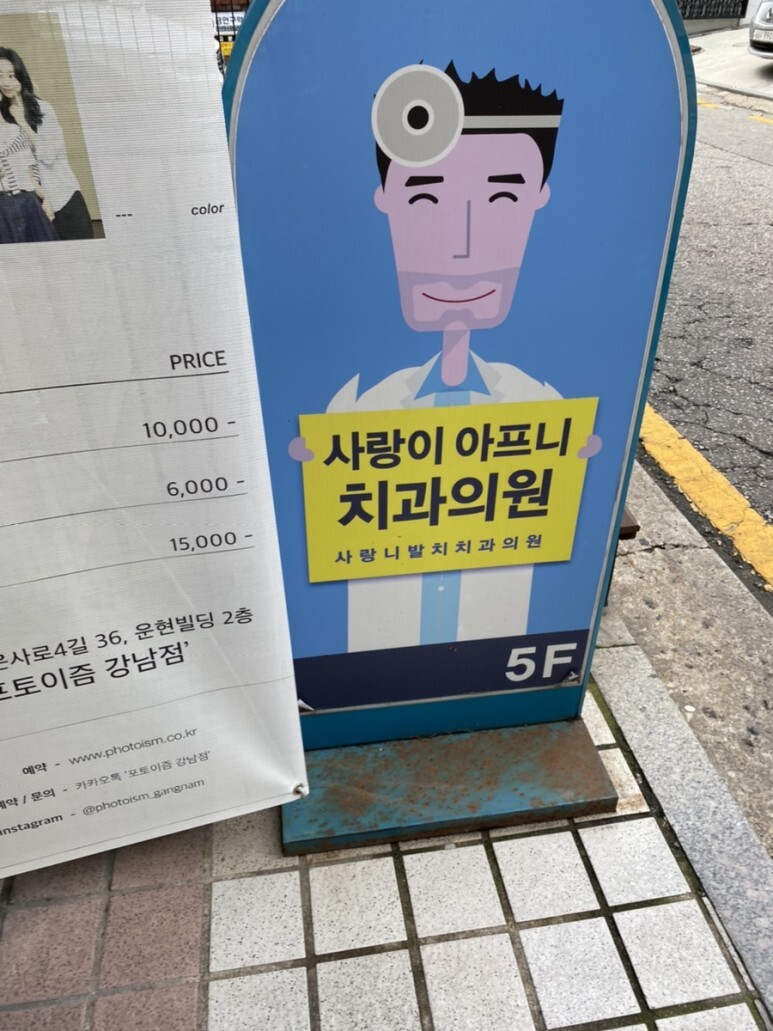 color
PRICE
10,000 -
6,000 -
15,000 -
은사로4길 36, 운현빌딩 2층
포토이즘 강남점'
예약 - www.photoism.co.kr
예약 / 문의 - 카카오톡 '포토이즘 강남점'
instagram - @photoism_gangnam
사랑이 아프니
치과의원
사랑니발치치과의원
5F